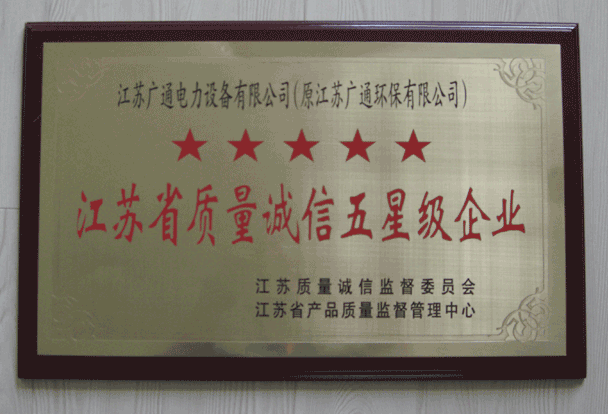 江苏广通电力设备有限公司(原江苏广通环保有限公司)
江苏省质量诚信五星级企业
江苏质量诚信监督委员会
江苏省产品质量监督管理中心